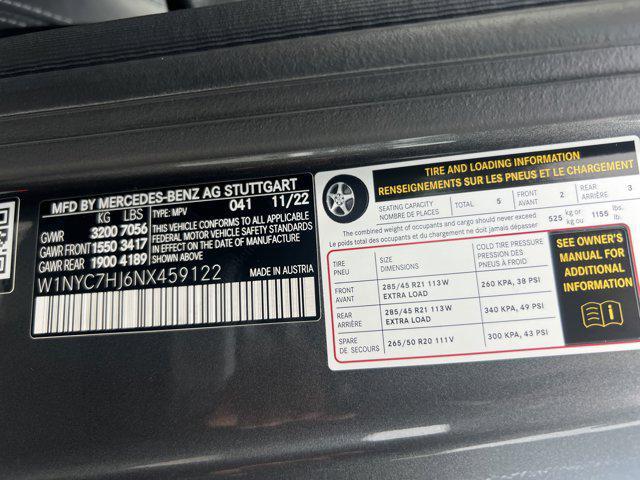 MFD BY MERCEDES-BENZ AG STUTTGART
KG LBS TYPE: MPV 041 11/22
GVWR 3200 7056
GAWR FRONT 1550 3417
GAWR REAR 1900 4189
THIS VEHICLE CONFORMS TO ALL APPLICABLE
FEDERAL MOTOR VEHICLE SAFETY STANDARDS
IN EFFECT ON THE DATE OF MANUFACTURE
SHOWN ABOVE
W1NYC7HJ6NX459122 MADE IN AUSTRIA
TIRE AND LOADING INFORMATION
RENSEIGNEMENTS SUR LES PNEUS ET LE CHARGEMENT
SEATING CAPACITY
NOMBRE DE PLACES
TOTAL 5
FRONT
AVANT 2
REAR
ARRIÈRE 3
The combined weight of occupants and cargo should never exceed
Le poids total des occupants et du chargement ne doit jamais dépasser
525 kg or
kg ou
1155 lbs.
lb.
TIRE
PNEU
SIZE
DIMENSIONS
COLD TIRE PRESSURE
PRESSION DES
PNEUS À FROID
FRONT
AVANT
285/45 R21 113W
EXTRA LOAD
260 KPA, 38 PSI
REAR
ARRIÈRE
285/45 R21 113W
EXTRA LOAD
340 KPA, 49 PSI
SPARE
DE SECOURS
265/50 R20 111V
300 KPA, 43 PSI
SEE OWNER'S
MANUAL FOR
ADDITIONAL
INFORMATION